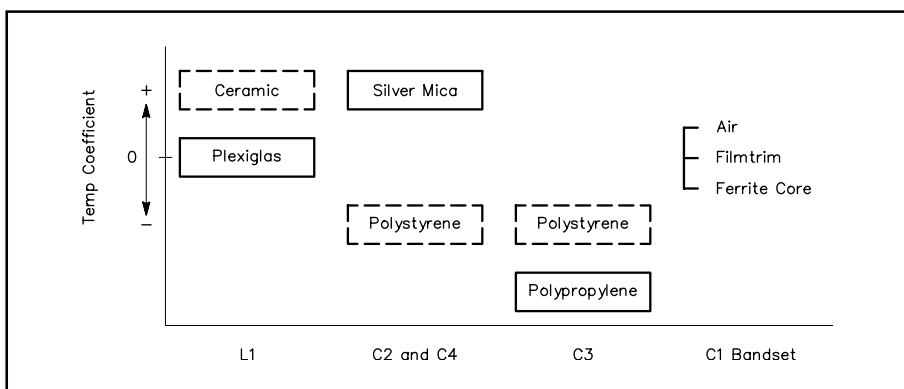 Temp Coefficient
+
0
−
Ceramic
Silver Mica
Plexiglas
Polystyrene
Polystyrene
Polypropylene
Air
Filmtrim
Ferrite Core
L1
C2 and C4
C3
C1 Bandset